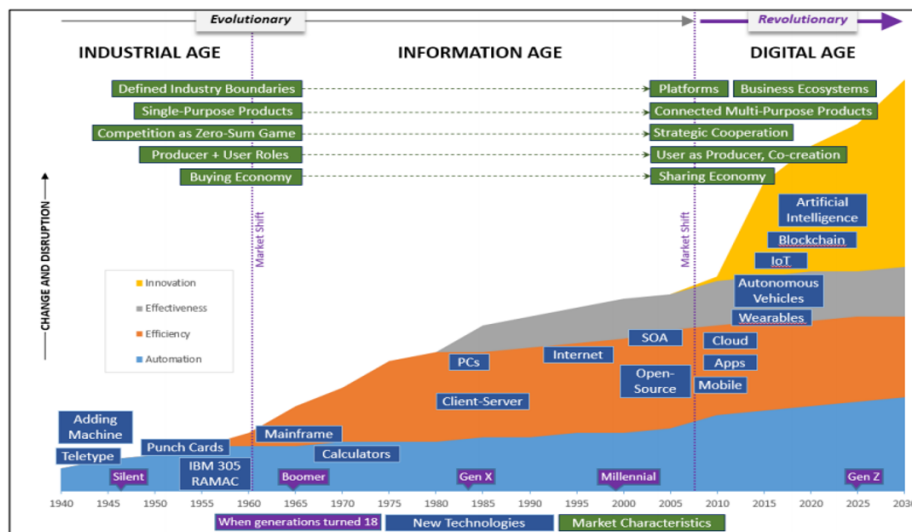 Evolutionary
Revolutionary
INDUSTRIAL AGE
INFORMATION AGE
DIGITAL AGE
Defined Industry Boundaries
Platforms
Business Ecosystems
Single-Purpose Products
Connected Multi-Purpose Products
Competition as Zero-Sum Game
Strategic Cooperation
Producer + User Roles
User as Producer, Co-creation
Buying Economy
Sharing Economy
Market Shift
Market Shift
CHANGE AND DISRUPTION
Innovation
Effectiveness
Efficiency
Automation
Artificial
Intelligence
Blockchain
IoT
Autonomous
Vehicles
Wearables
SOA
Cloud
Internet
PCs
Apps
Open-
Source
Mobile
Client-Server
Adding
Machine
Mainframe
Punch Cards
Calculators
Teletype
IBM 305
RAMAC
Silent
Boomer
Gen X
Millennial
Gen Z
1940 1945 1950 1955 1960 1965 1970 1975 1980 1985 1990 1995 2000 2005 2010 2015 2020 2025 2030
When generations turned 18
New Technologies
Market Characteristics